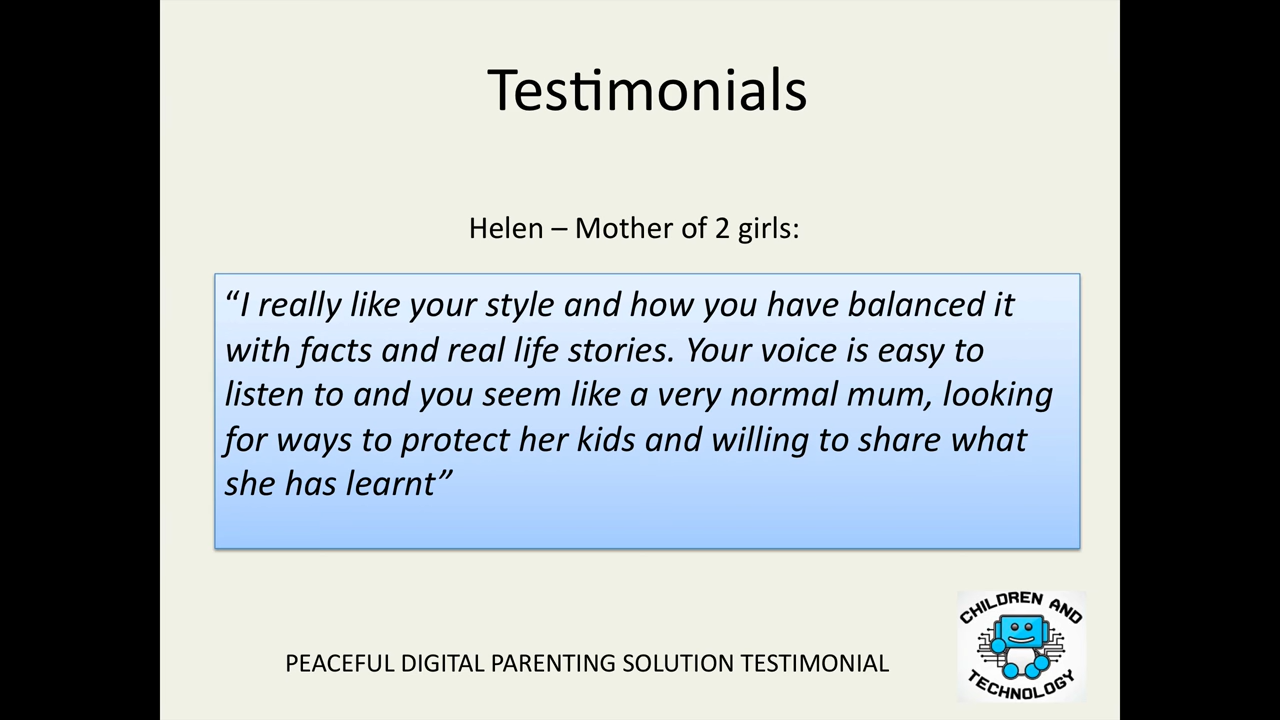 Testimonials
Helen – Mother of 2 girls:
“I really like your style and how you have balanced it
with facts and real life stories. Your voice is easy to
listen to and you seem like a very normal mum, looking
for ways to protect her kids and willing to share what
she has learnt”
CHILDREN AND
TECHNOLOGY
PEACEFUL DIGITAL PARENTING SOLUTION TESTIMONIAL